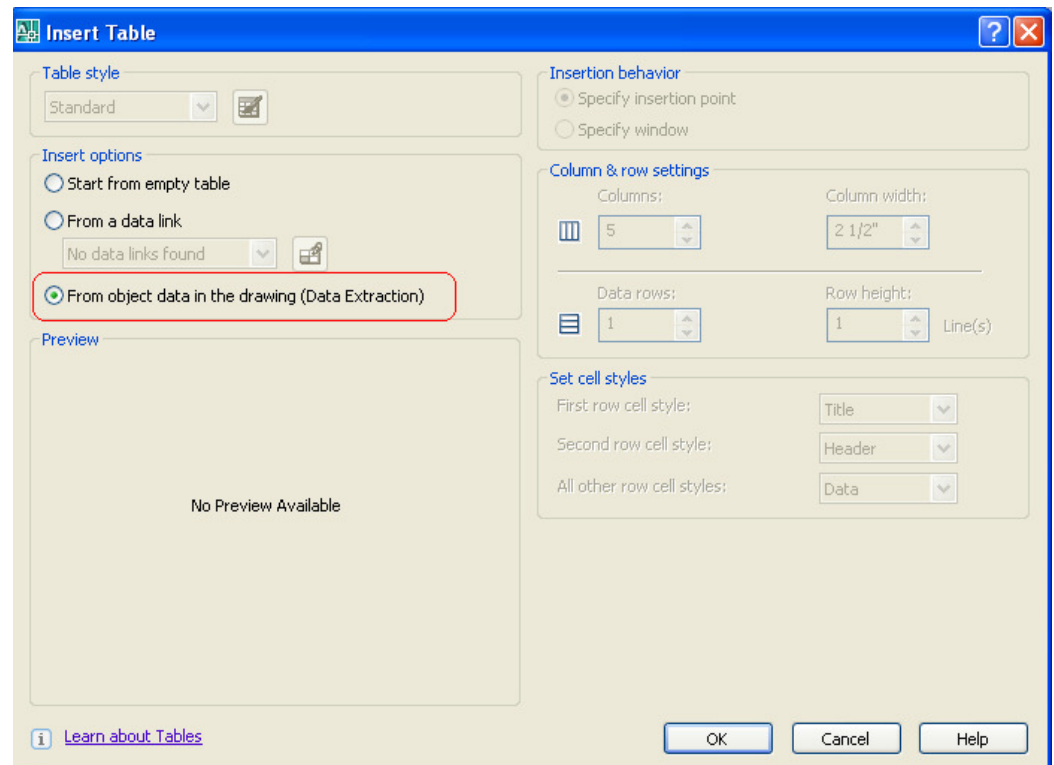 Insert Table
Table style
Standard
Insert options
Start from empty table
From a data link
No data links found
From object data in the drawing (Data Extraction)
Preview
No Preview Available
Insertion behavior
Specify insertion point
Specify window
Column & row settings
Columns: Column width:
5 2 1/2"
Data rows: Row height:
1 1 Line(s)
Set cell styles
First row cell style: Title
Second row cell style: Header
All other row cell styles: Data
i Learn about Tables
OK Cancel Help